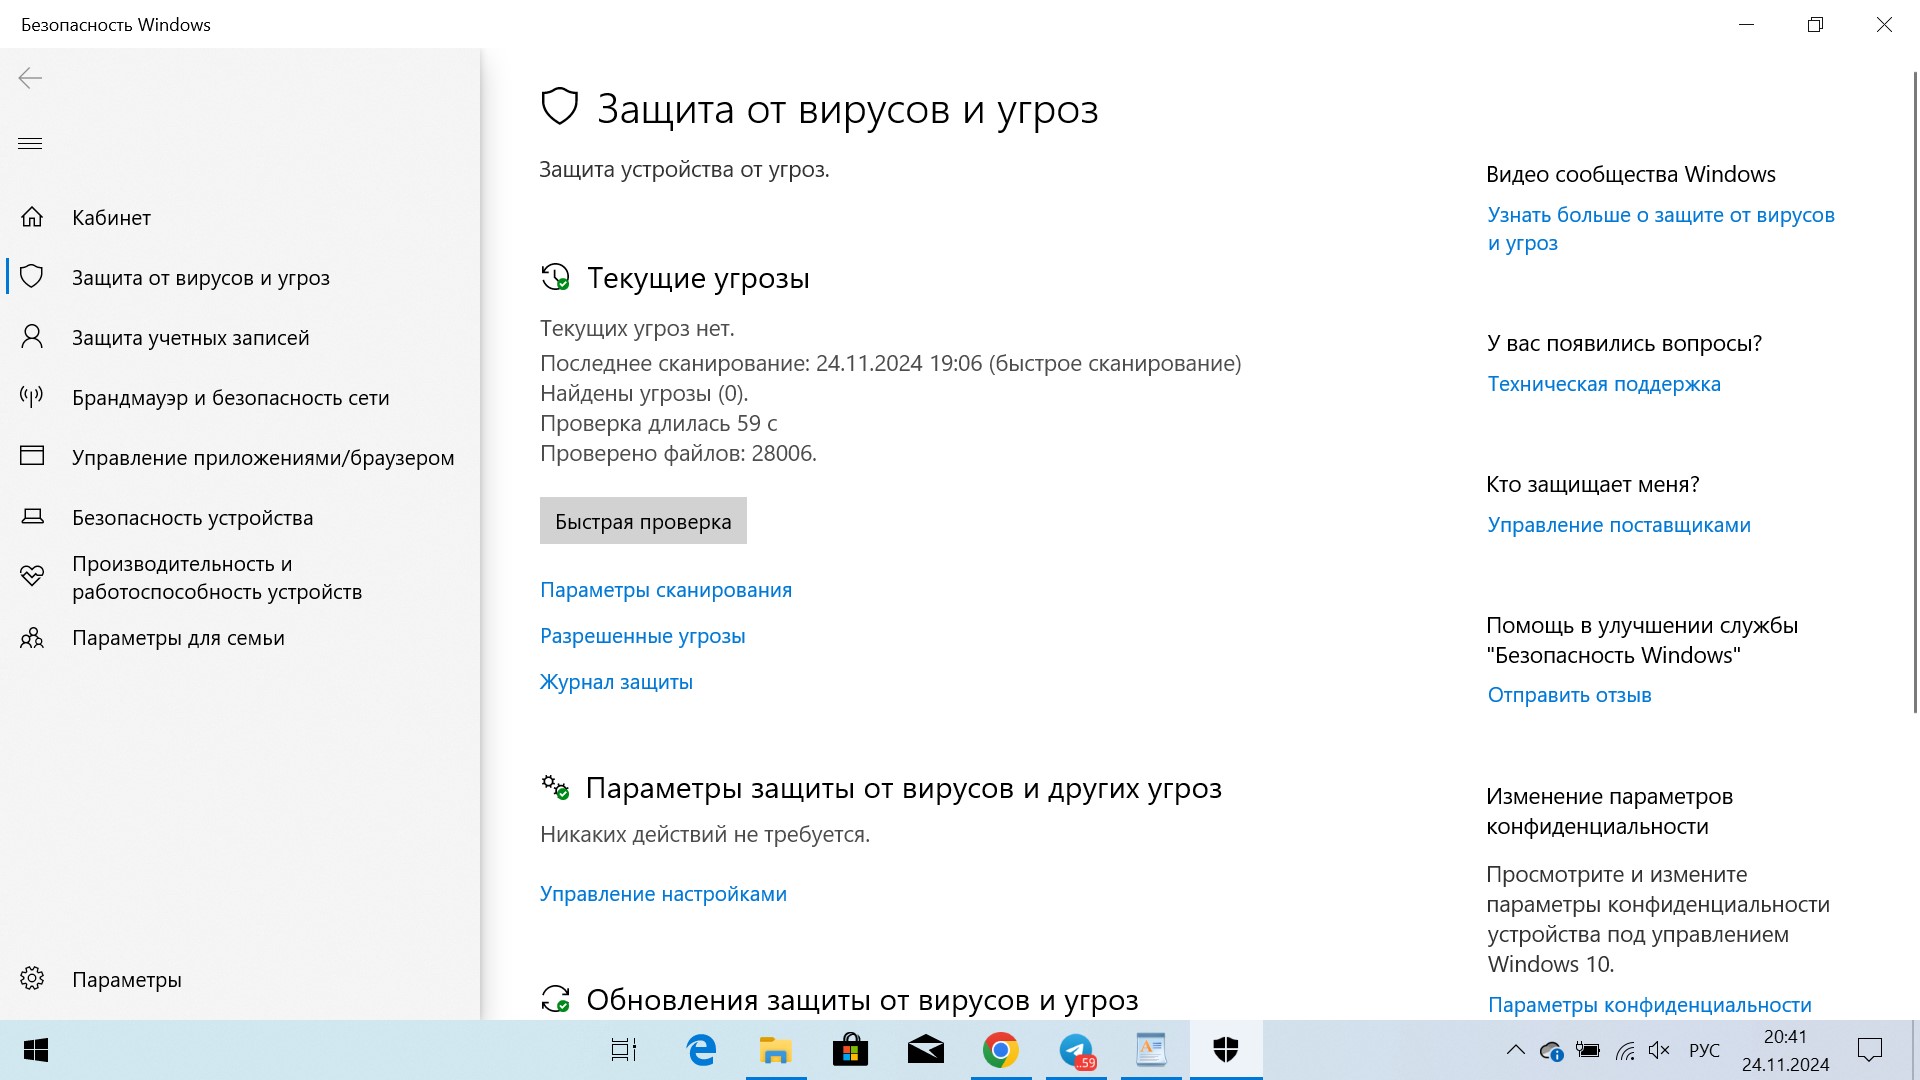 Безопасность Windows
Кабинет
Защита от вирусов и угроз
Защита учетных записей
Брандмауэр и безопасность сети
Управление приложениями/браузером
Безопасность устройства
Производительность и
работоспособность устройств
Параметры для семьи
Параметры
Защита от вирусов и угроз
Защита устройства от угроз.
Текущие угрозы
Текущих угроз нет.
Последнее сканирование: 24.11.2024 19:06 (быстрое сканирование)
Найдены угрозы (0).
Проверка длилась 59 с
Проверено файлов: 28006.
Быстрая проверка
Параметры сканирования
Разрешенные угрозы
Журнал защиты
Параметры защиты от вирусов и других угроз
Никаких действий не требуется.
Управление настройками
Обновления защиты от вирусов и угроз
Видео сообщества Windows
Узнать больше о защите от вирусов
и угроз
У вас появились вопросы?
Техническая поддержка
Кто защищает меня?
Управление поставщиками
Помощь в улучшении службы
"Безопасность Windows"
Отправить отзыв
Изменение параметров
конфиденциальности
Просмотрите и измените
параметры конфиденциальности
устройства под управлением
Windows 10.
Параметры конфиденциальности
..59
РУС
20:41
24.11.2024